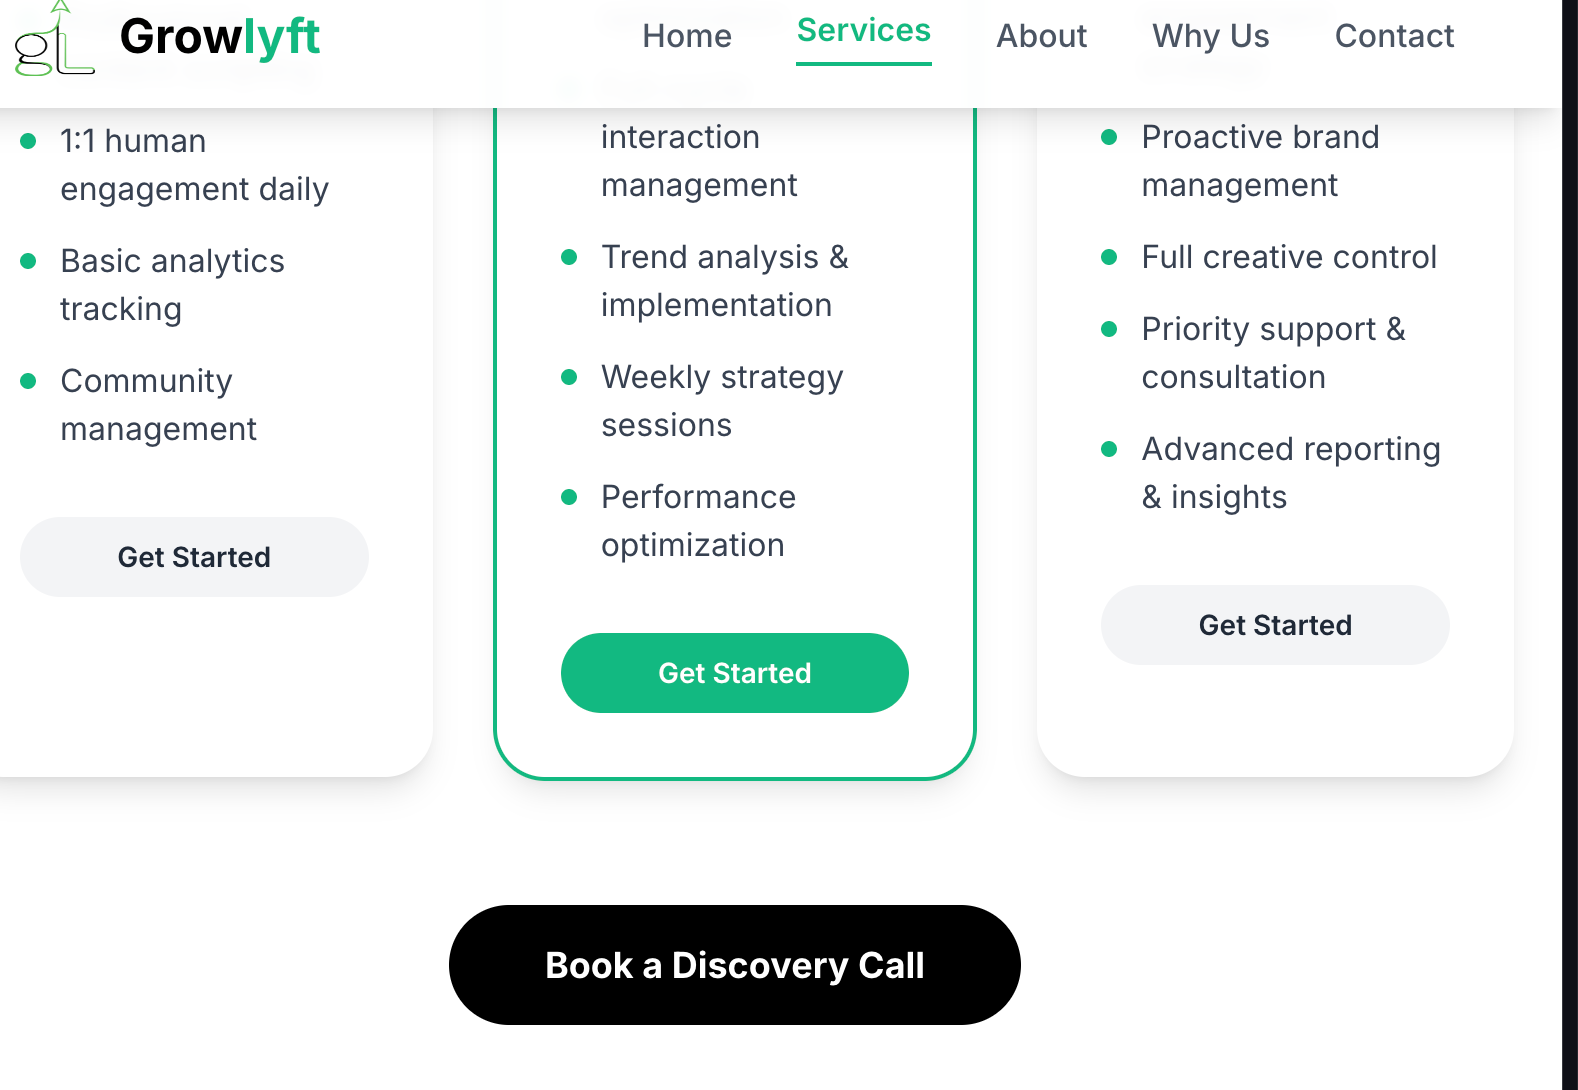 gL Growlyft
Home Services About Why Us Contact
1:1 human
engagement daily
Basic analytics
tracking
Community
management
Get Started
interaction
management
Trend analysis &
implementation
Weekly strategy
sessions
Performance
optimization
Get Started
Proactive brand
management
Full creative control
Priority support &
consultation
Advanced reporting
& insights
Get Started
Book a Discovery Call